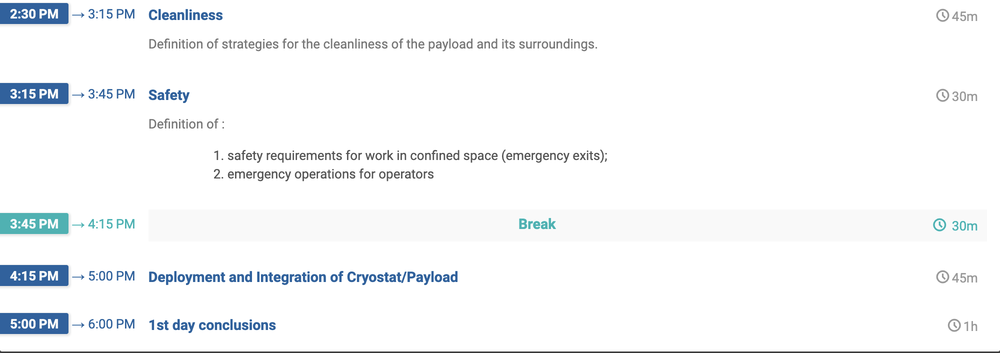 2:30 PM → 3:15 PM Cleanliness 45m
Definition of strategies for the cleanliness of the payload and its surroundings.
3:15 PM → 3:45 PM Safety 30m
Definition of :
1. safety requirements for work in confined space (emergency exits);
2. emergency operations for operators
3:45 PM → 4:15 PM Break 30m
4:15 PM → 5:00 PM Deployment and Integration of Cryostat/Payload 45m
5:00 PM → 6:00 PM 1st day conclusions 1h